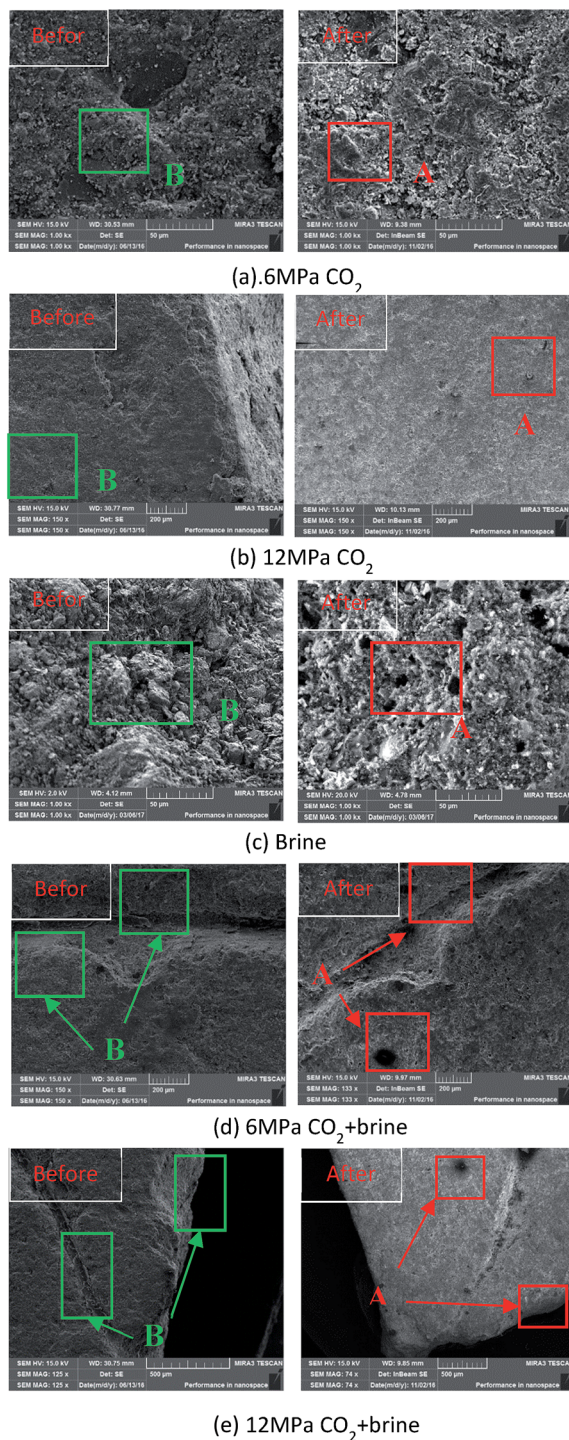 Befor
B
SEM HV: 15.0 kV WD: 30.53 mm MIRA3 TESCAN
SEM MAG: 1.00 kx Det: SE 50 µm
SEM MAG: 1.00 kx Date(m/d/y): 06/13/16 Performance in nanospace
After
A
SEM HV: 15.0 kV WD: 9.38 mm MIRA3 TESCAN
SEM MAG: 1.00 kx Det: InBeam SE 50 µm
SEM MAG: 1.00 kx Date(m/d/y): 11/02/16 Performance in nanospace
(a).6MPa CO2
Before
B
SEM HV: 15.0 kV WD: 30.77 mm MIRA3 TESCAN
SEM MAG: 150 x Det: SE 200 µm
SEM MAG: 150 x Date(m/d/y): 06/13/16 Performance in nanospace
After
A
SEM HV: 15.0 kV WD: 10.13 mm MIRA3 TESCAN
SEM MAG: 150 x Det: InBeam SE 200 µm
SEM MAG: 150 x Date(m/d/y): 11/02/16 Performance in nanospace
(b) 12MPa CO2
Befor
B
SEM HV: 2.0 kV WD: 4.12 mm MIRA3 TESCAN
SEM MAG: 1.00 kx Det: SE 50 µm
SEM MAG: 1.00 kx Date(m/d/y): 03/06/17 Performance in nanospace
After
A
SEM HV: 20.0 kV WD: 4.78 mm MIRA3 TESCAN
SEM MAG: 1.00 kx Det: SE 50 µm
SEM MAG: 1.00 kx Date(m/d/y): 03/06/17 Performance in nanospace
(c) Brine
Befor
B
SEM HV: 15.0 kV WD: 30.63 mm MIRA3 TESCAN
SEM MAG: 150 x Det: SE 200 µm
SEM MAG: 150 x Date(m/d/y): 06/13/16 Performance in nanospace
After
A
SEM HV: 15.0 kV WD: 9.97 mm MIRA3 TESCAN
SEM MAG: 133 x Det: InBeam SE 200 µm
SEM MAG: 133 x Date(m/d/y): 11/02/16 Performance in nanospace
(d) 6MPa CO2+brine
Before
B
SEM HV: 15.0 kV WD: 30.75 mm MIRA3 TESCAN
SEM MAG: 125 x Det: SE 500 µm
SEM MAG: 125 x Date(m/d/y): 06/13/16 Performance in nanospace
After
A
SEM HV: 15.0 kV WD: 9.85 mm MIRA3 TESCAN
SEM MAG: 74 x Det: InBeam SE 500 µm
SEM MAG: 74 x Date(m/d/y): 11/02/16 Performance in nanospace
(e) 12MPa CO2+brine